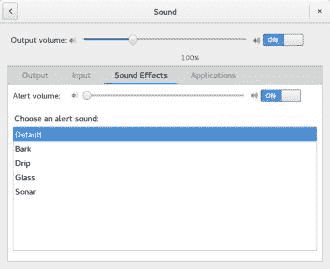 Sound
Output volume:
ON
100%
Output Input Sound Effects Applications
Alert volume:
ON
Choose an alert sound:
Default
Bark
Drip
Glass
Sonar